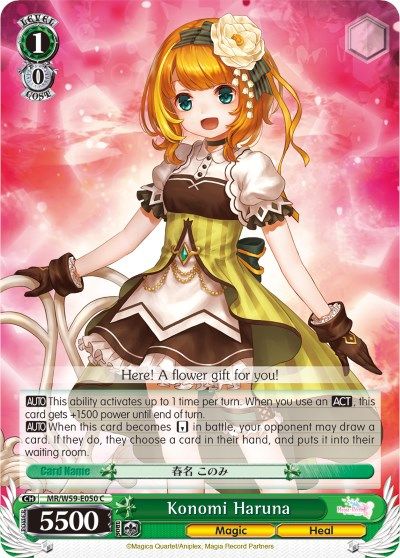 LEVEL
1
0
COST
Here! A flower gift for you!
AUTO This ability activates up to 1 time per turn. When you use an ACT, this
card gets +1500 power until end of turn.
AUTO When this card becomes [ ] in battle, your opponent may draw a
card. If they do, they choose a card in their hand, and puts it into their
waiting room.
Card Name
春名 このみ
CH MR/W59-E050 C
Konomi Haruna
5500
Magic
Heal
©Magica Quartet/Aniplex, Magia Record Partners